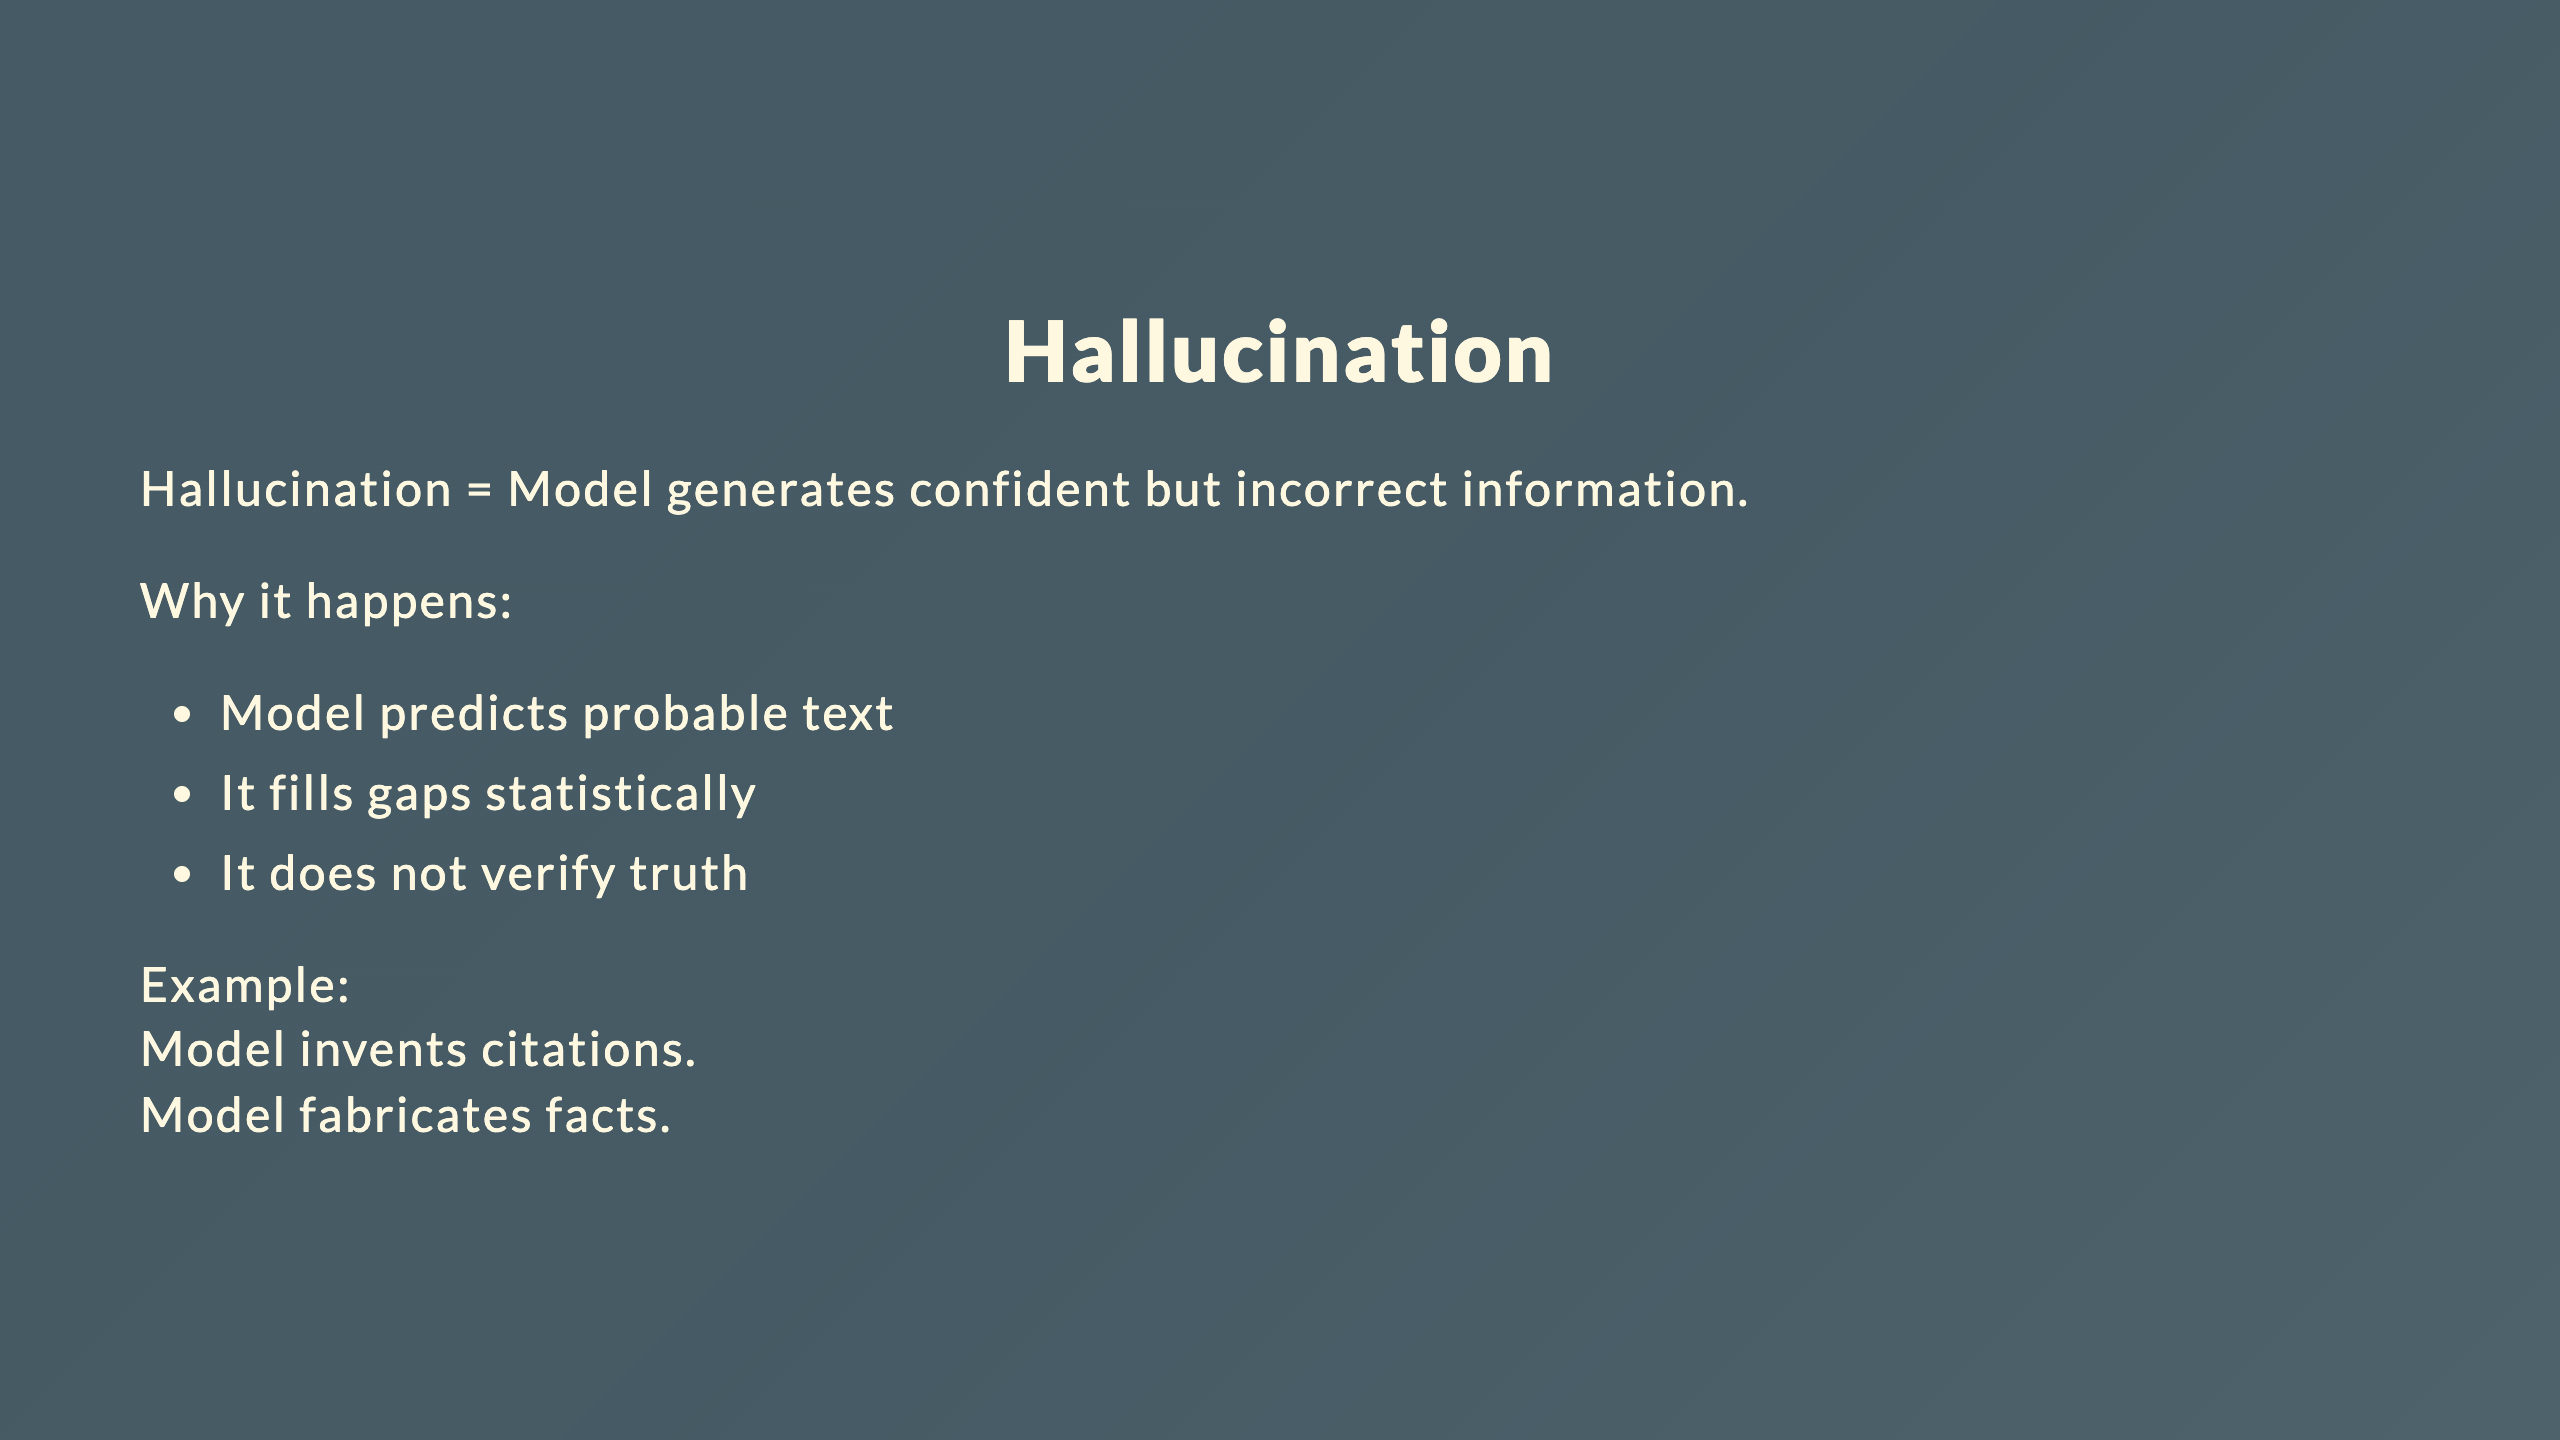 Hallucination
Hallucination = Model generates confident but incorrect information.
Why it happens:
• Model predicts probable text
• It fills gaps statistically
• It does not verify truth
Example:
Model invents citations.
Model fabricates facts.